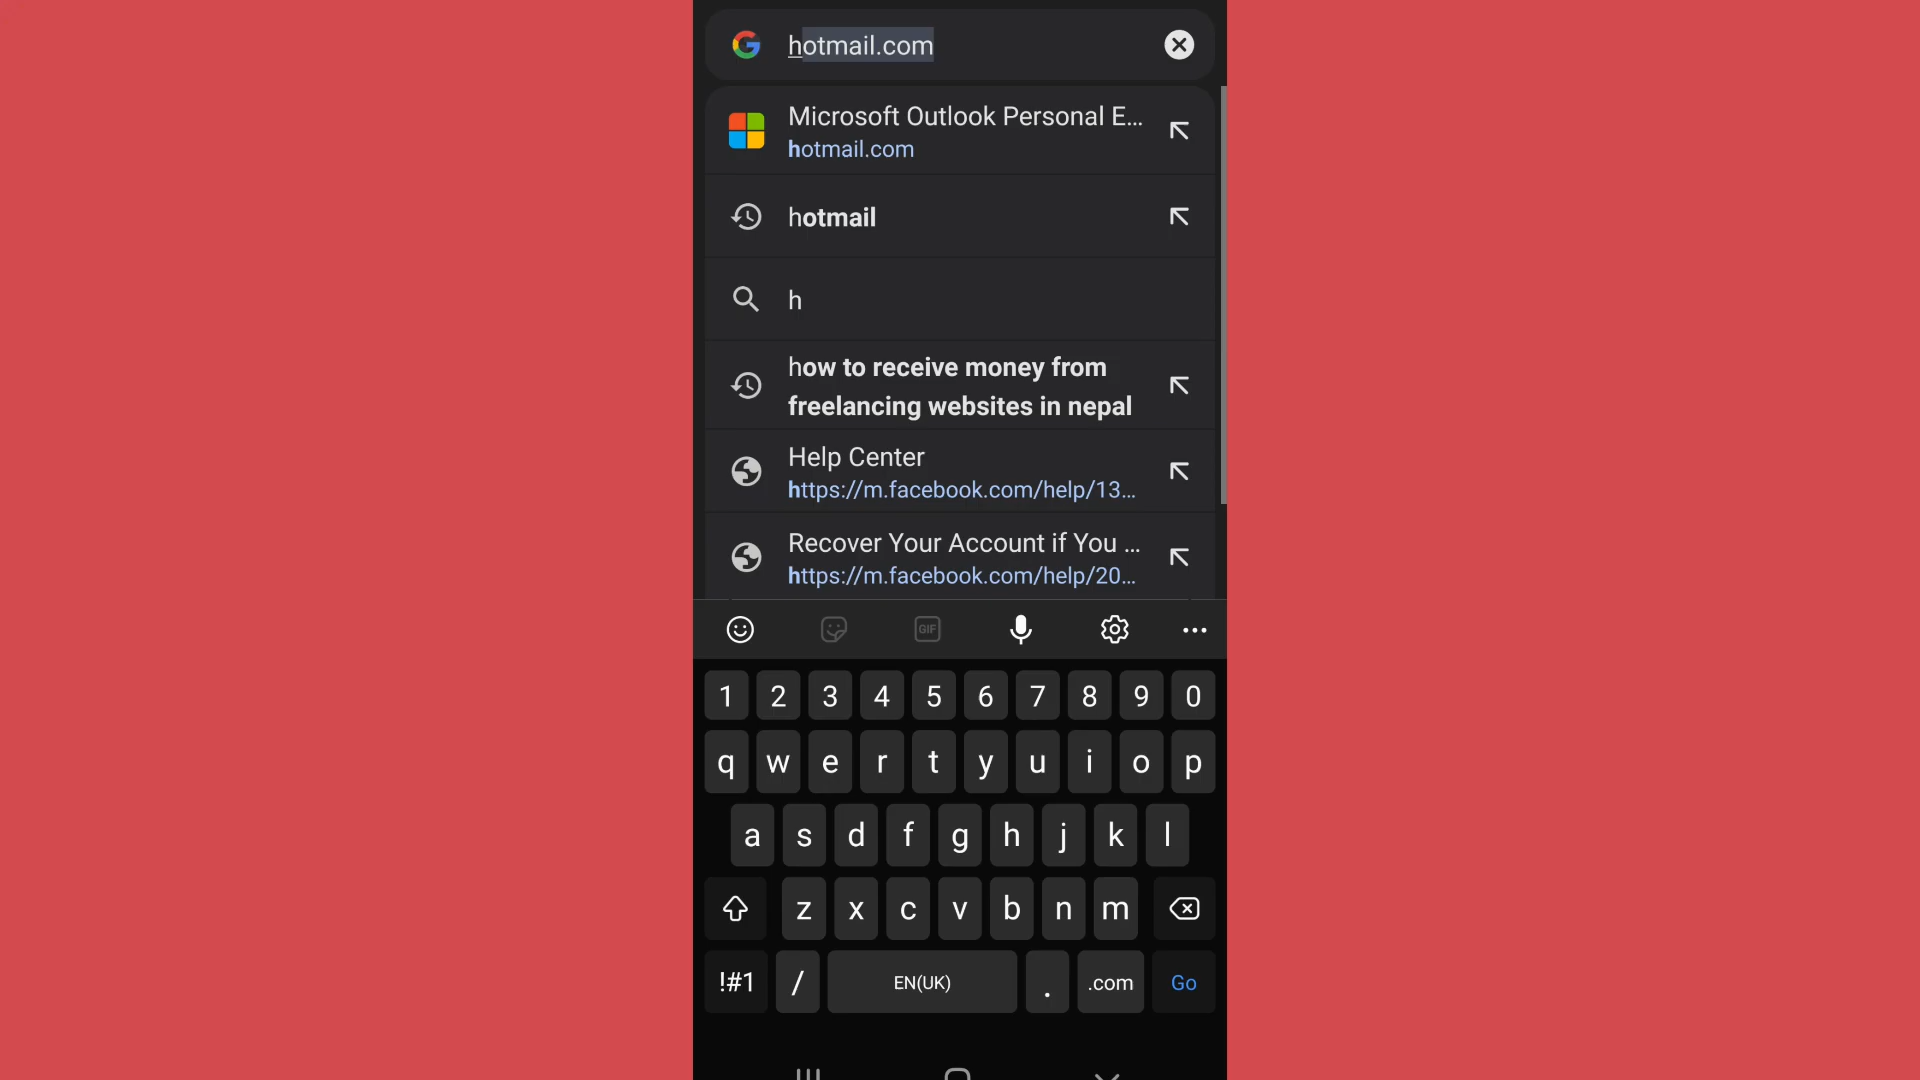 hotmail.com
Microsoft Outlook Personal E...
hotmail.com
hotmail
h
how to receive money from
freelancing websites in nepal
Help Center
https://m.facebook.com/help/13...
Recover Your Account if You ...
https://m.facebook.com/help/20...
GIF
1 2 3 4 5 6 7 8 9 0
q w e r t y u i o p
a s d f g h j k l
z x c v b n m
!#1 / EN(UK) . .com Go